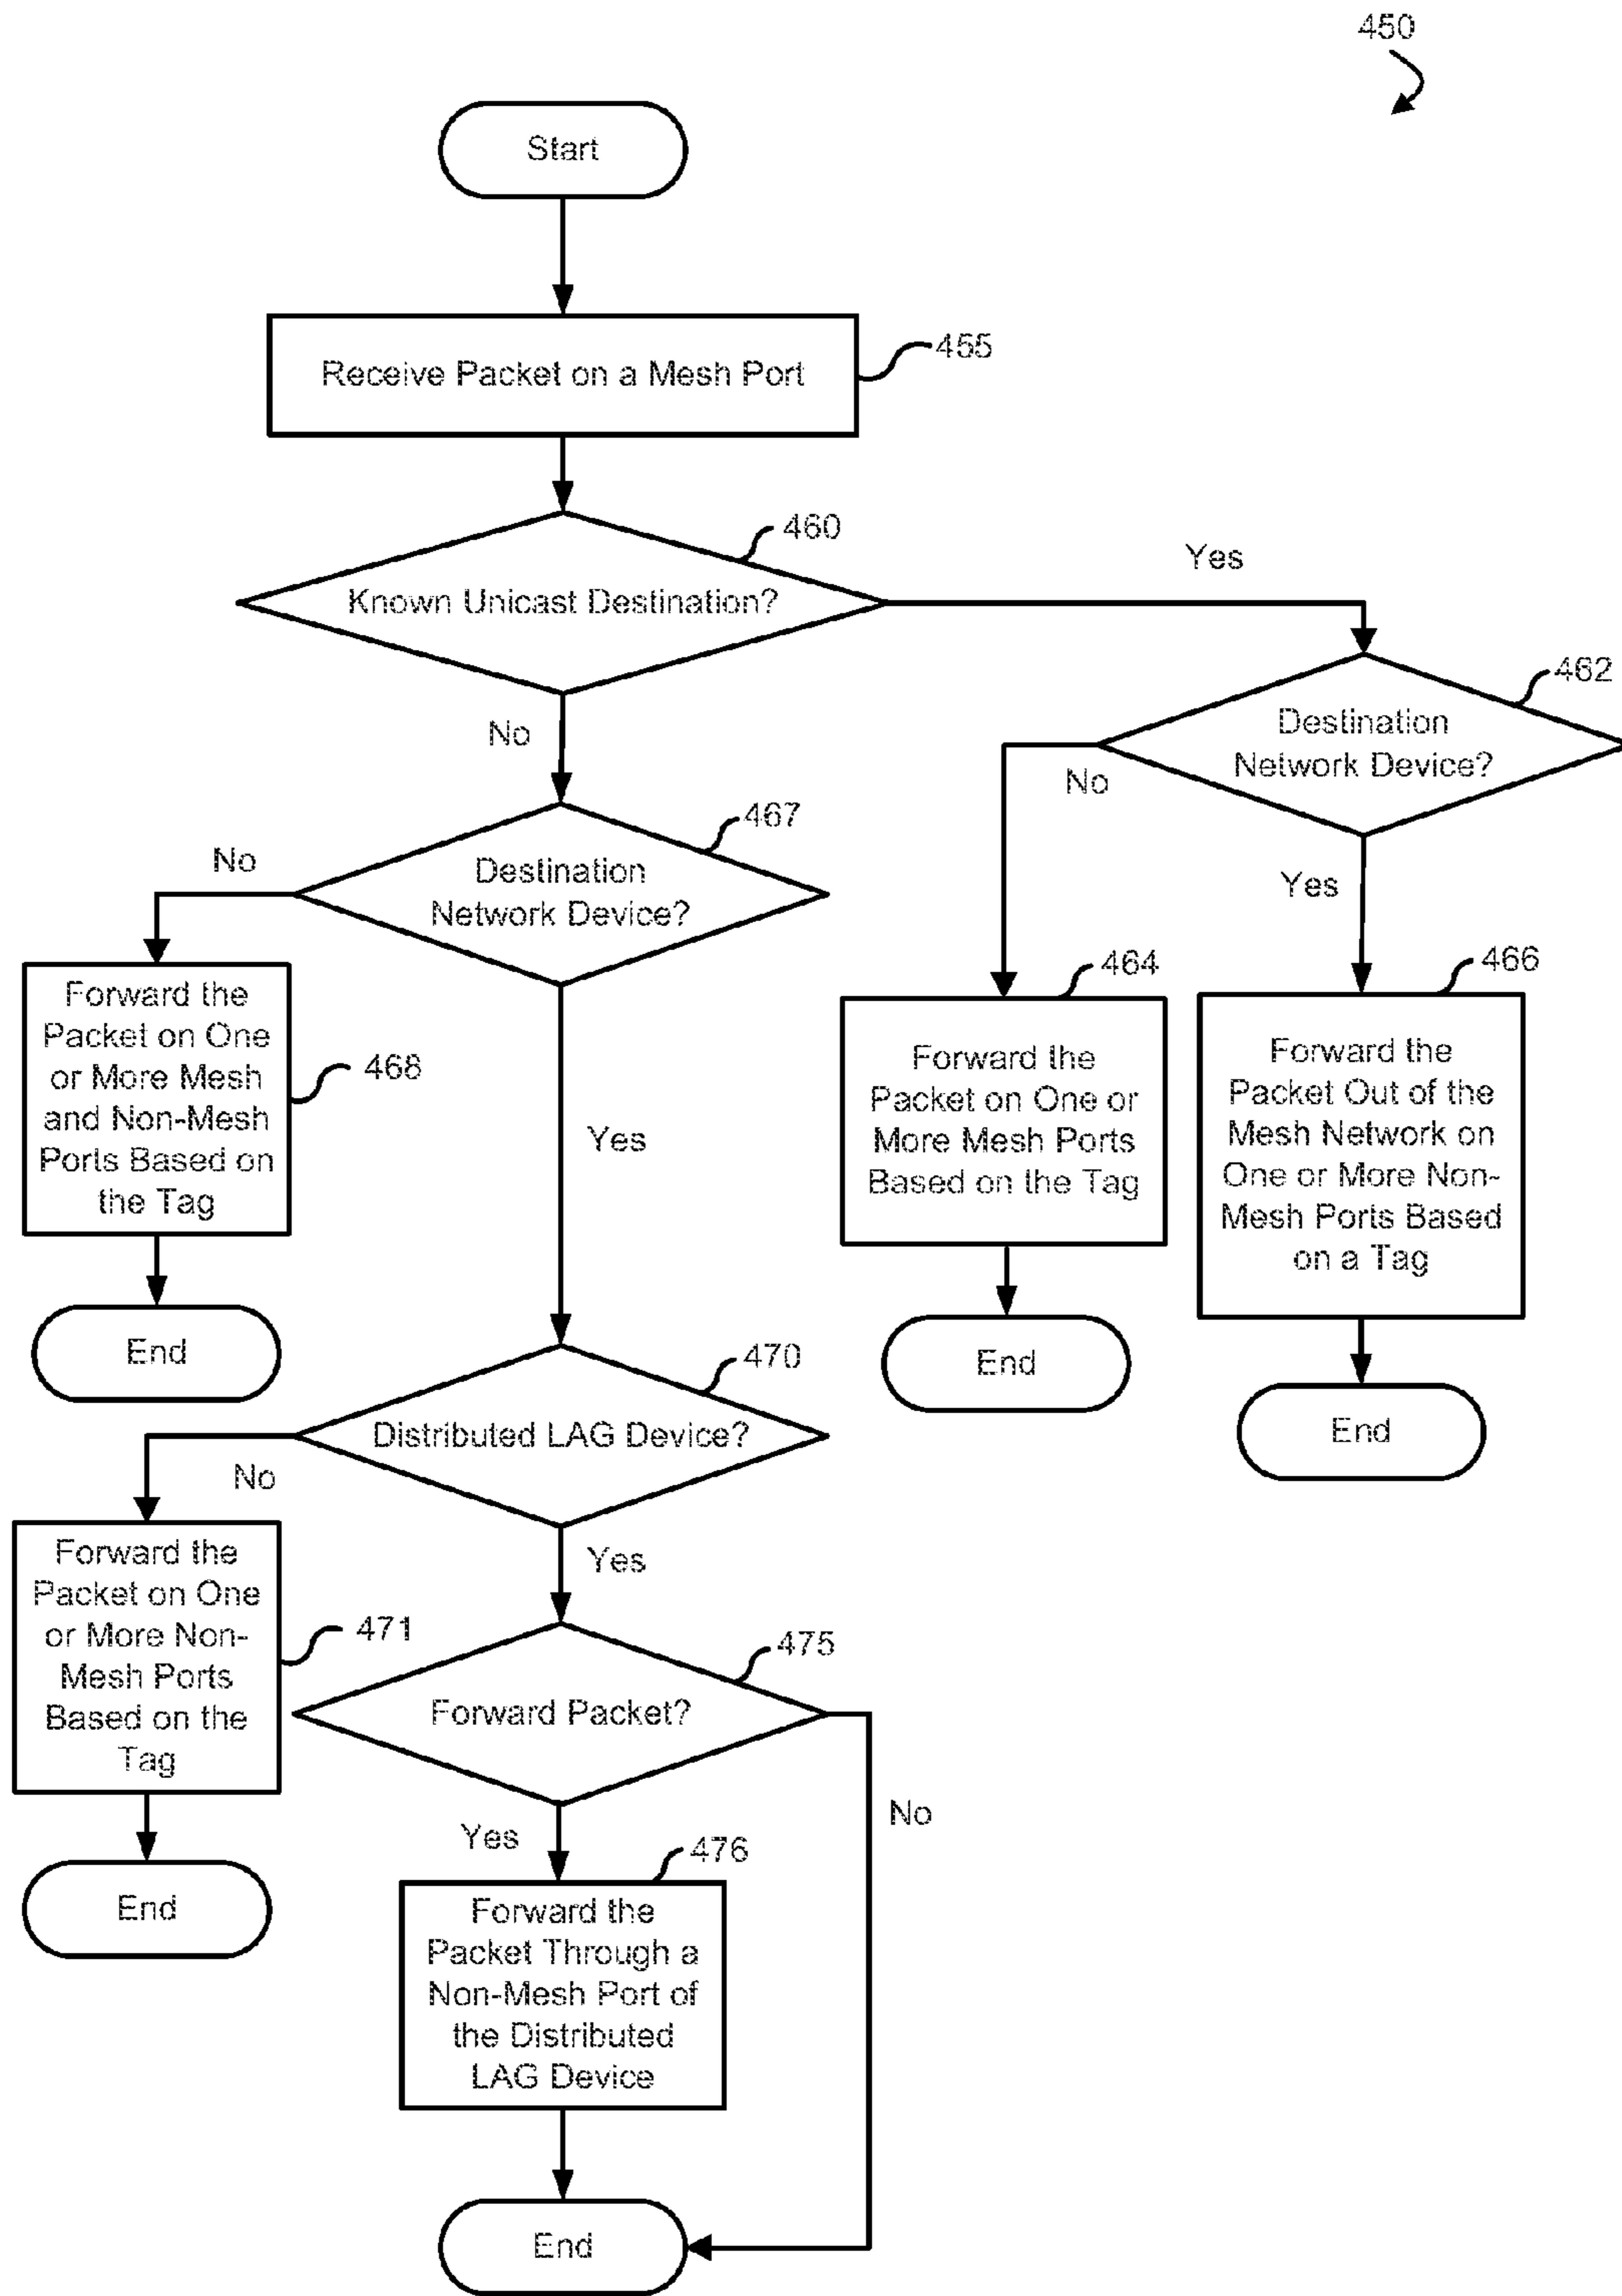 450
Start
Receive Packet on a Mesh Port
455
Known Unicast Destination?
460
Yes
No
Destination
Network Device?
462
No
Yes
Destination
Network Device?
467
No
Yes
Forward the
Packet on One
or More Mesh
and Non-Mesh
Ports Based on
the Tag
468
End
Forward the
Packet on One or
More Mesh Ports
Based on the Tag
464
End
Forward the
Packet Out of the
Mesh Network on
One or More Non-
Mesh Ports Based
on a Tag
466
End
Distributed LAG Device?
470
No
Yes
Forward the
Packet on One
or More Non-
Mesh Ports
Based on the
Tag
471
End
Forward Packet?
475
Yes
No
Forward the
Packet Through a
Non-Mesh Port of
the Distributed
LAG Device
476
End